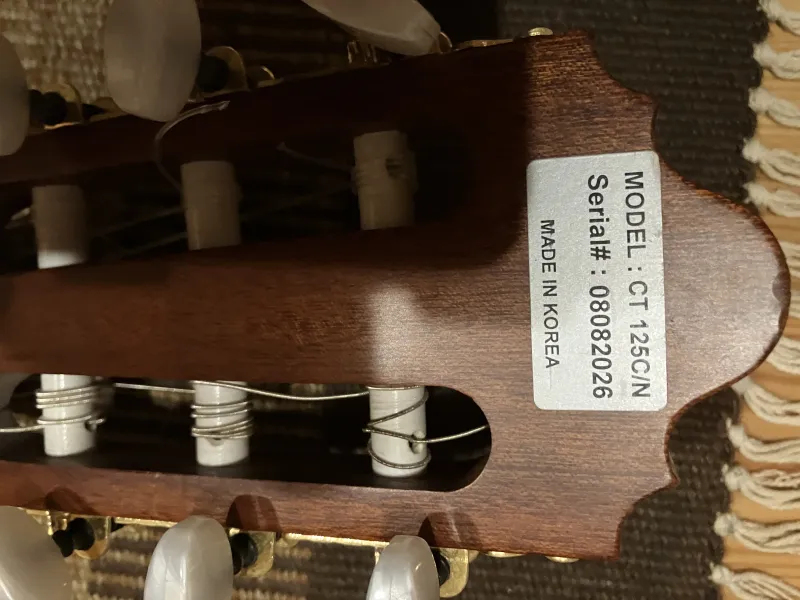 MODEL : CT 125C/N
Serial# : 08082026
MADE IN KOREA